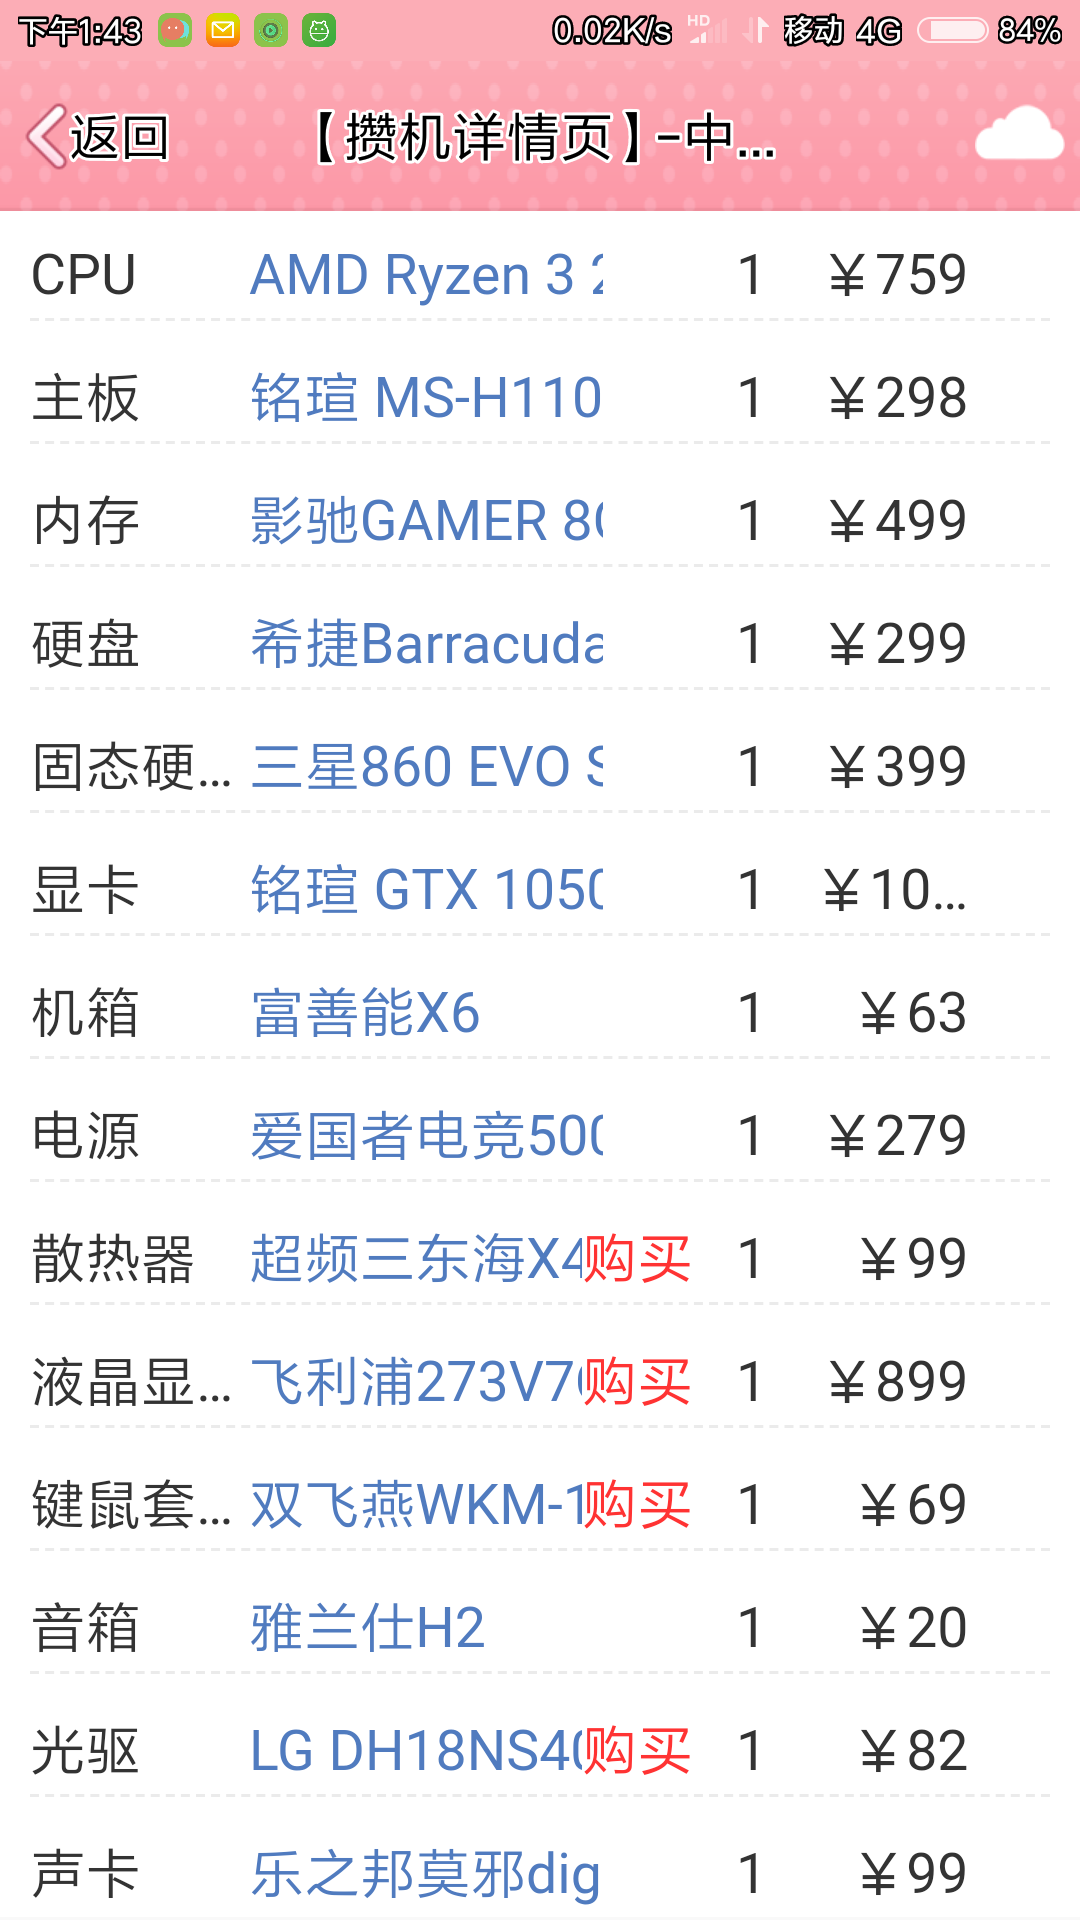 下午1:43 0.02K/s HD 移动 4G 84%
返回 【攒机详情页】-中...
CPU AMD Ryzen 3 1 ￥759
主板 铭瑄 MS-H110 1 ￥298
内存 影驰GAMER 8 1 ￥499
硬盘 希捷Barracuda 1 ￥299
固态硬... 三星860 EVO S 1 ￥399
显卡 铭瑄 GTX 1050 1 ￥10...
机箱 富善能X6 1 ￥63
电源 爱国者电竞500 1 ￥279
散热器 超频三东海X4 购买 1 ￥99
液晶显... 飞利浦273V7 购买 1 ￥899
键鼠套... 双飞燕WKM-1 购买 1 ￥69
音箱 雅兰仕H2 1 ￥20
光驱 LG DH18NS40 购买 1 ￥82
声卡 乐之邦莫邪dig 1 ￥99